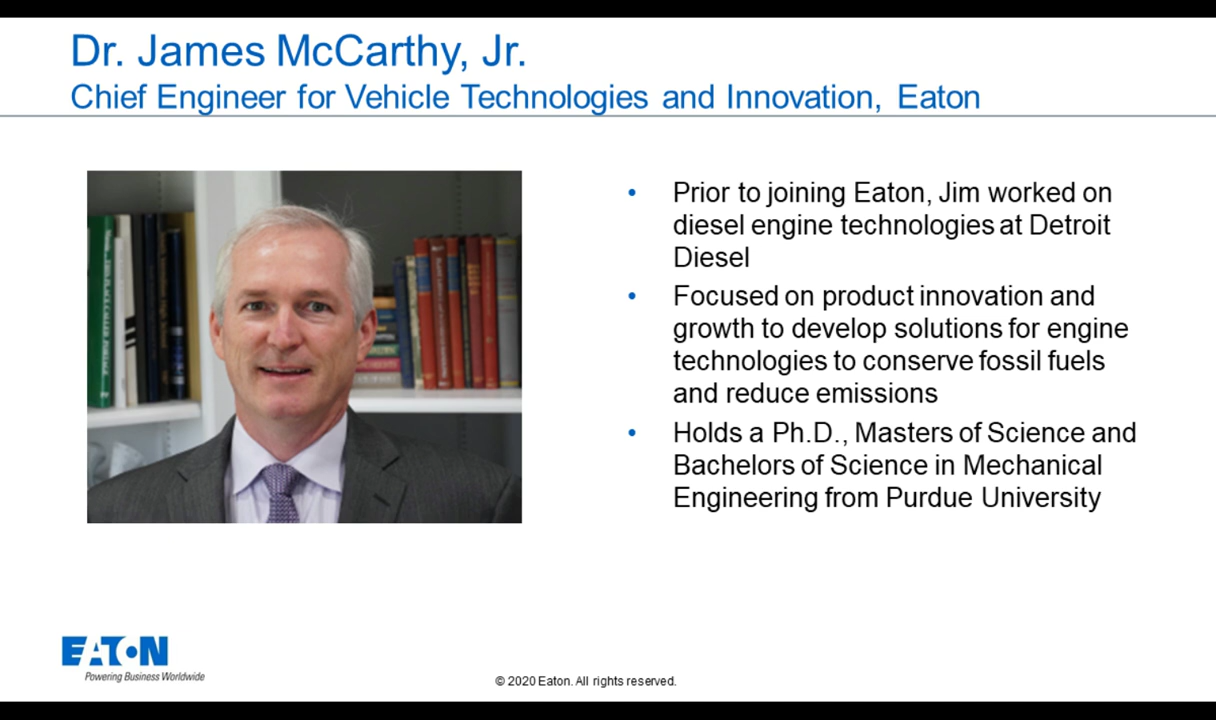 Dr. James McCarthy, Jr.
Chief Engineer for Vehicle Technologies and Innovation, Eaton
• Prior to joining Eaton, Jim worked on
diesel engine technologies at Detroit
Diesel
• Focused on product innovation and
growth to develop solutions for engine
technologies to conserve fossil fuels
and reduce emissions
• Holds a Ph.D., Masters of Science and
Bachelors of Science in Mechanical
Engineering from Purdue University
EATON
Powering Business Worldwide
© 2020 Eaton. All rights reserved.